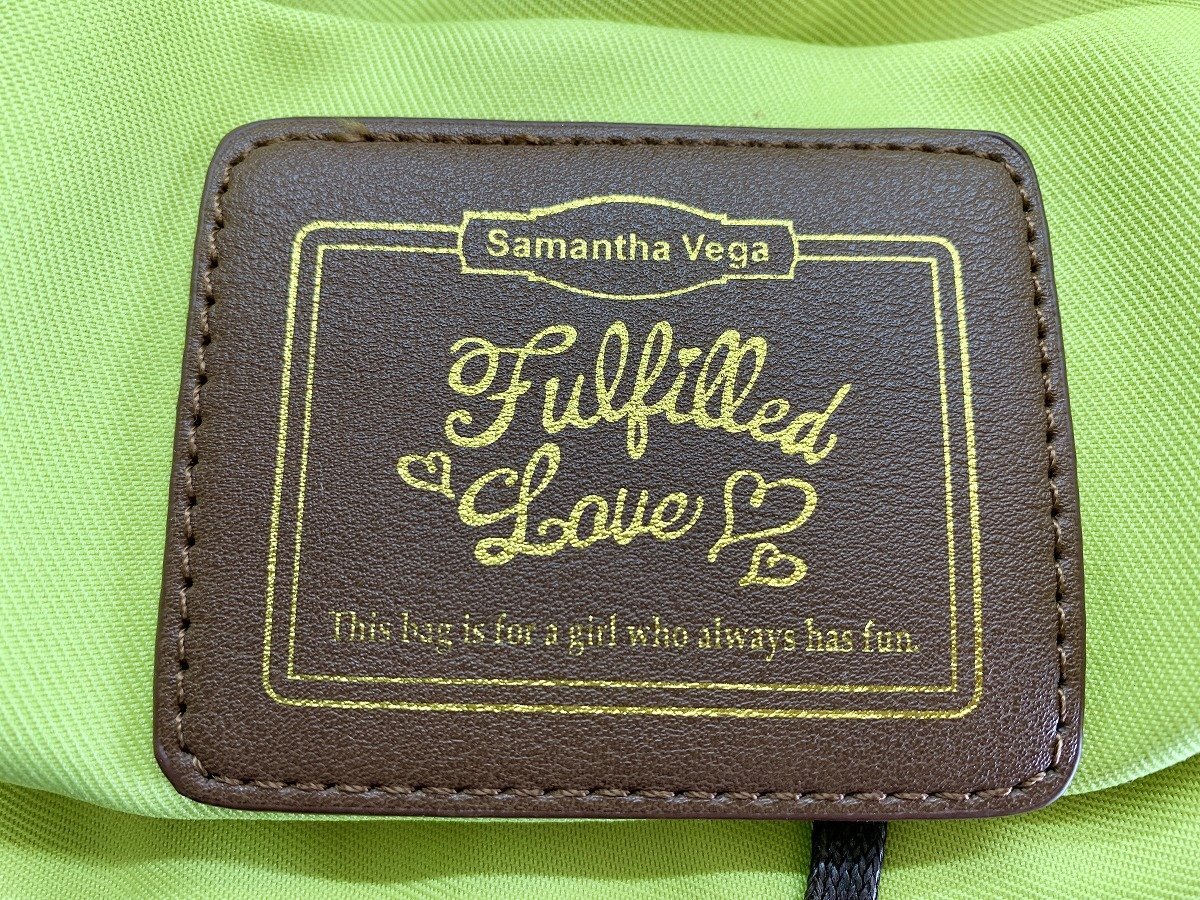 Samantha Vega
Fulfilled
Love
This bag is for a girl who always has fun.